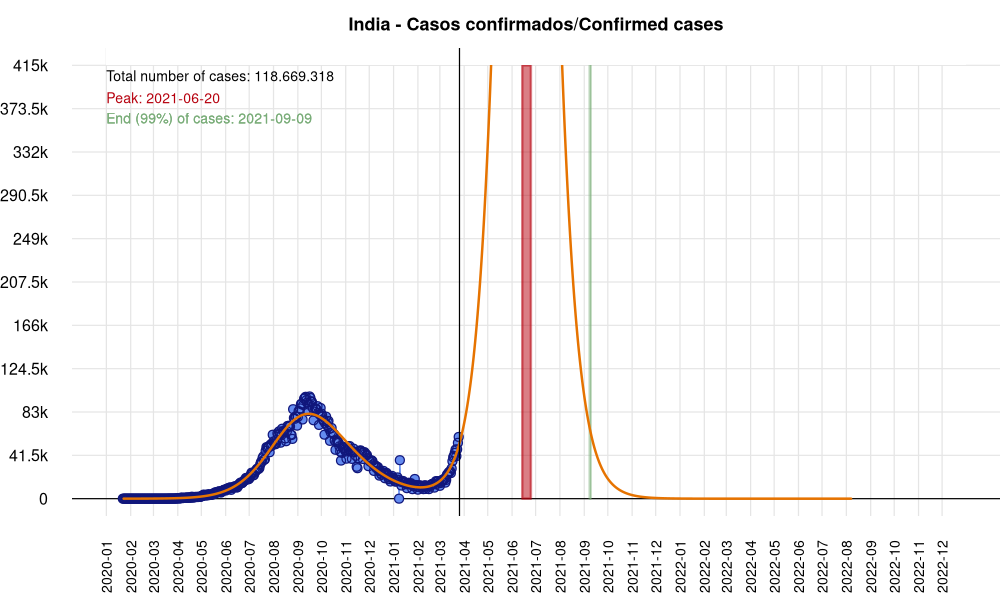 India - Casos confirmados/Confirmed cases
Total number of cases: 118.669.318
Peak: 2021-06-20
End (99%) of cases: 2021-09-09
415k
373.5k
332k
290.5k
249k
207.5k
166k
124.5k
83k
41.5k
0
2020-01
2020-02
2020-03
2020-04
2020-05
2020-06
2020-07
2020-08
2020-09
2020-10
2020-11
2020-12
2021-01
2021-02
2021-03
2021-04
2021-05
2021-06
2021-07
2021-08
2021-09
2021-10
2021-11
2021-12
2022-01
2022-02
2022-03
2022-04
2022-05
2022-06
2022-07
2022-08
2022-09
2022-10
2022-11
2022-12